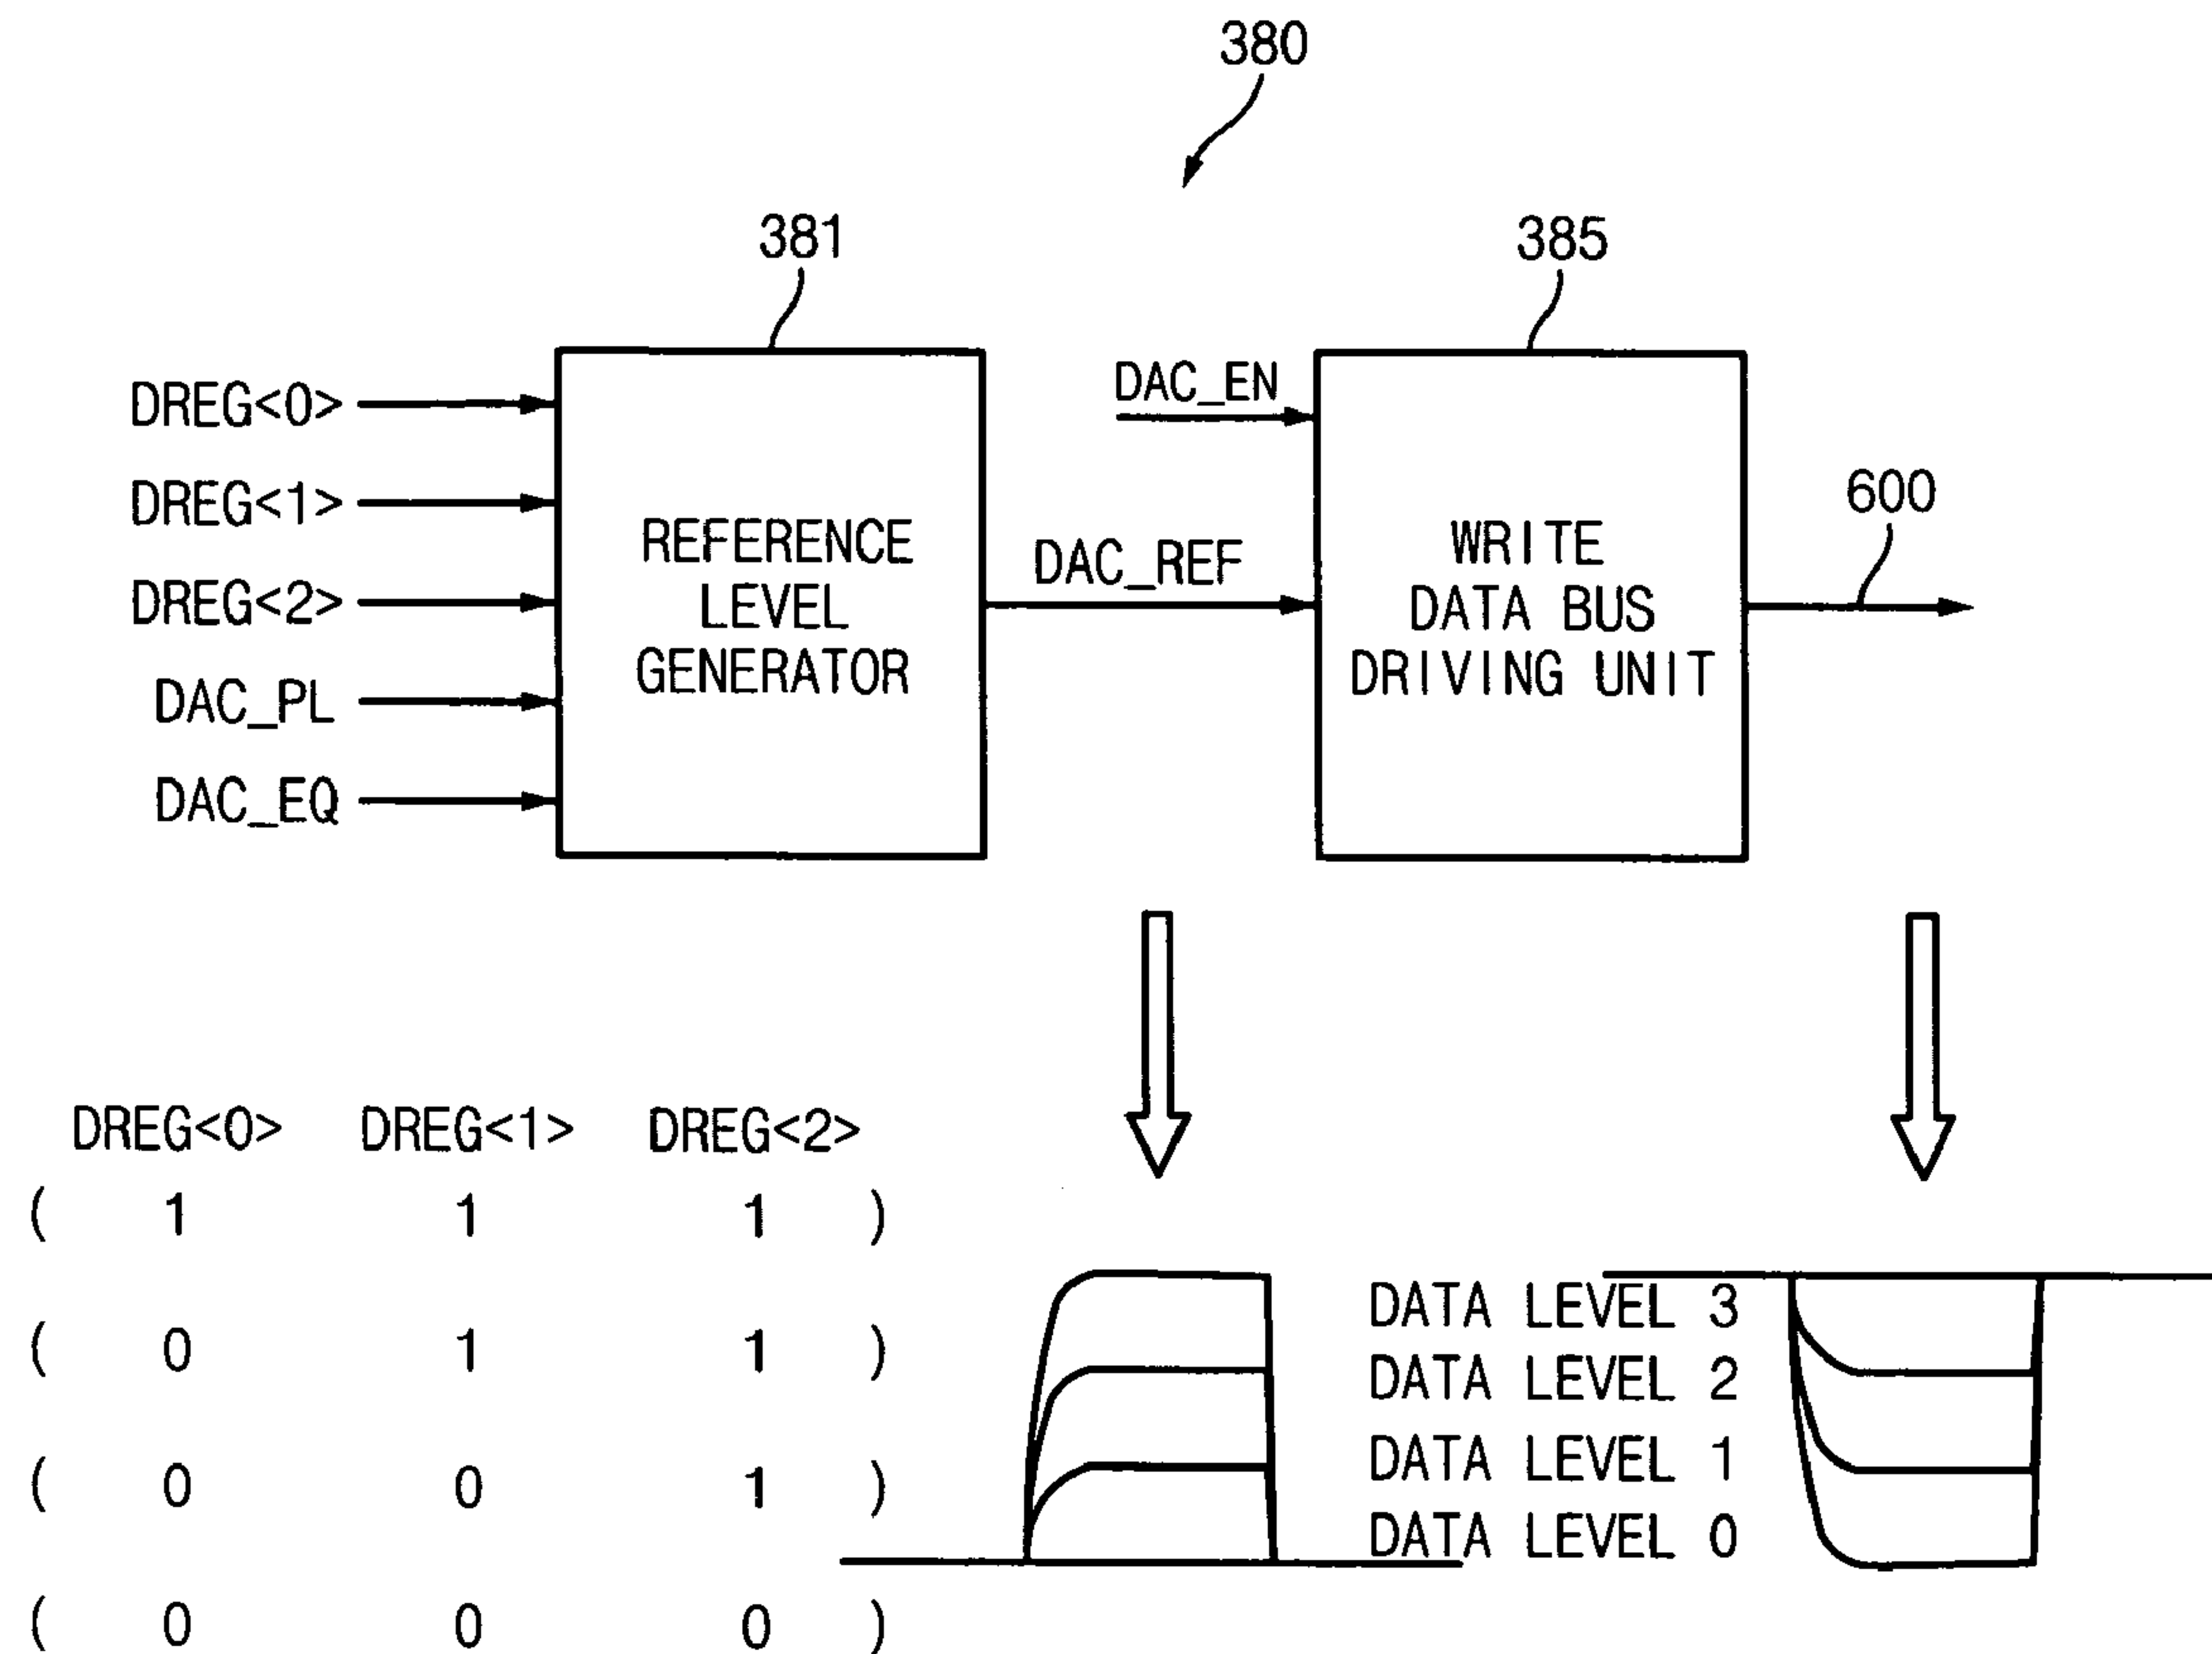 380
381
385
DREG<0>
DREG<1>
DREG<2>
DAC_PL
DAC_EQ
REFERENCE
LEVEL
GENERATOR
DAC_EN
DAC_REF
WRITE
DATA BUS
DRIVING UNIT
600
DREG<0> DREG<1> DREG<2>
( 1 1 1 )
( 0 1 1 )
( 0 0 1 )
( 0 0 0 )
DATA LEVEL 3
DATA LEVEL 2
DATA LEVEL 1
DATA LEVEL 0